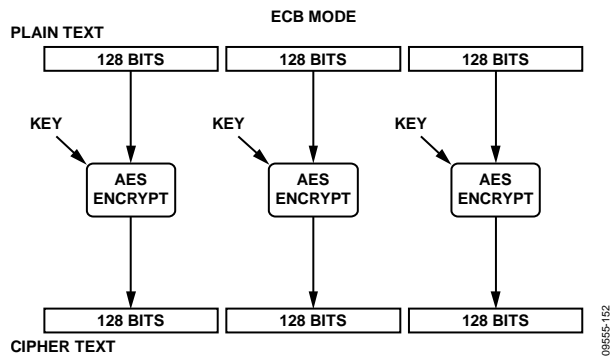 ECB MODE
PLAIN TEXT
128 BITS 128 BITS 128 BITS
KEY KEY KEY
AES ENCRYPT AES ENCRYPT AES ENCRYPT
128 BITS 128 BITS 128 BITS
CIPHER TEXT
09555-152